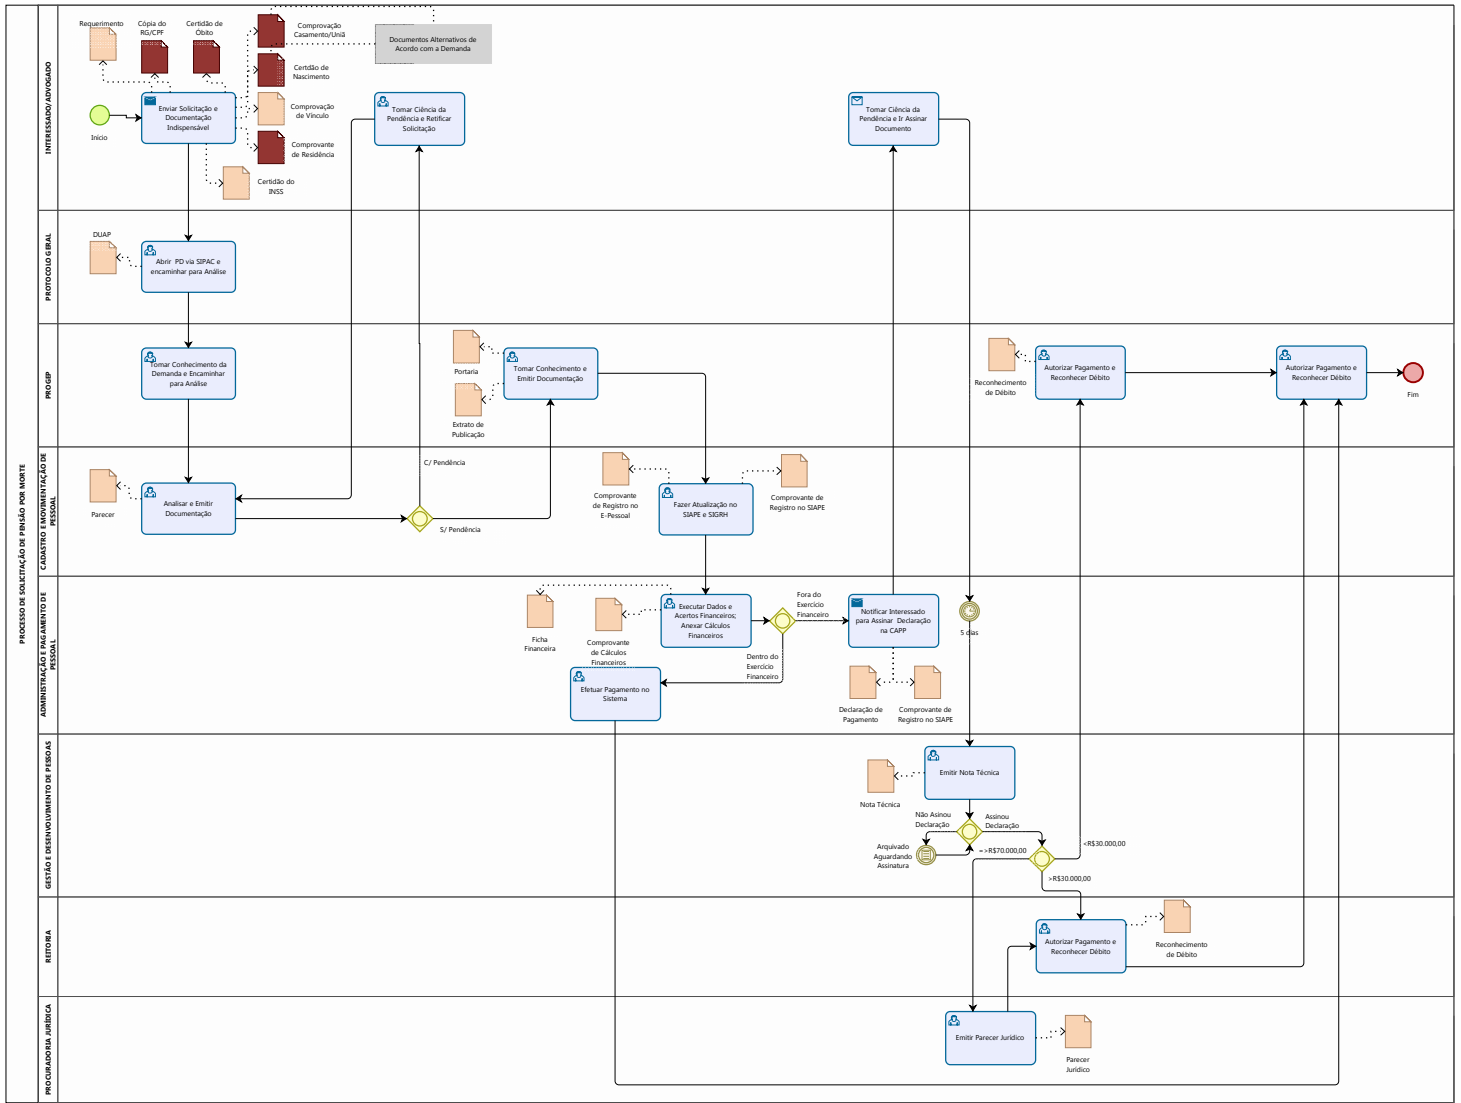 PROCESSO DE SOLICITAÇÃO DE PENSÃO POR MORTE
INTERESSADO/ADVOGADO
Requerimento
Cópia do
RG/CPF
Certidão de
Óbito
Comprovação
Casamento/Uniã
Documentos Alternativos de
Acordo com a Demanda
Certdão de
Nascimento
Comprovação
de Vínculo
Comprovante
de Residência
Certidão do
INSS
Inicio
Enviar Solicitação e
Documentação
Indispensável
Tomar Ciência da
Pendência e Retificar
Solicitação
Tomar Ciência da
Pendência e Ir Assinar
Documento
PROTOCOLO GERAL
DUAP
Abrir PD via SIPAC e
encaminhar para Análise
PROGEP
Tomar Conhecimento da
Demanda e Encaminhar
para Análise
Portaria
Extrato de
Publicação
Tomar Conhecimento e
Emitir Documentação
Reconhecimento
de Débito
Autorizar Pagamento e
Reconhecer Débito
Autorizar Pagamento e
Reconhecer Débito
Fim
CADASTRO E MOVIMENTAÇÃO DE
PESSOAL
Parecer
Analisar e Emitir
Documentação
C/ Pendência
S/ Pendência
Comprovante
de Registro no
E-Pessoal
Fazer Atualização no
SIAPE e SIGRH
Comprovante de
Registro no SIAPE
ADMINISTRAÇÃO E PAGAMENTO DE
PESSOAL
Ficha
Financeira
Comprovante
de Cálculos
Financeiros
Executar Dados e
Acertos Financeiros;
Anexar Cálculos
Financeiros
Fora do
Exercício
Financeiro
Dentro do
Exercício
Financeiro
Efetuar Pagamento no
Sistema
Notificar Interessado
para Assinar Declaração
na CAPP
Declaração de
Pagamento
Comprovante de
Registro no SIAPE
5 dias
GESTÃO E DESENVOLVIMENTO DE PESSOAS
Nota Técnica
Emitir Nota Técnica
Não Asinou
Declaração
Assinou
Declaração
Arquivado
Aguardando
Assinatura
=>R$70.000,00
<R$30.000,00
>R$30.000,00
REITORIA
Autorizar Pagamento e
Reconhecer Débito
Reconhecimento
de Débito
PROCURADORIA JURÍDICA
Emitir Parecer Jurídico
Parecer
Jurídico